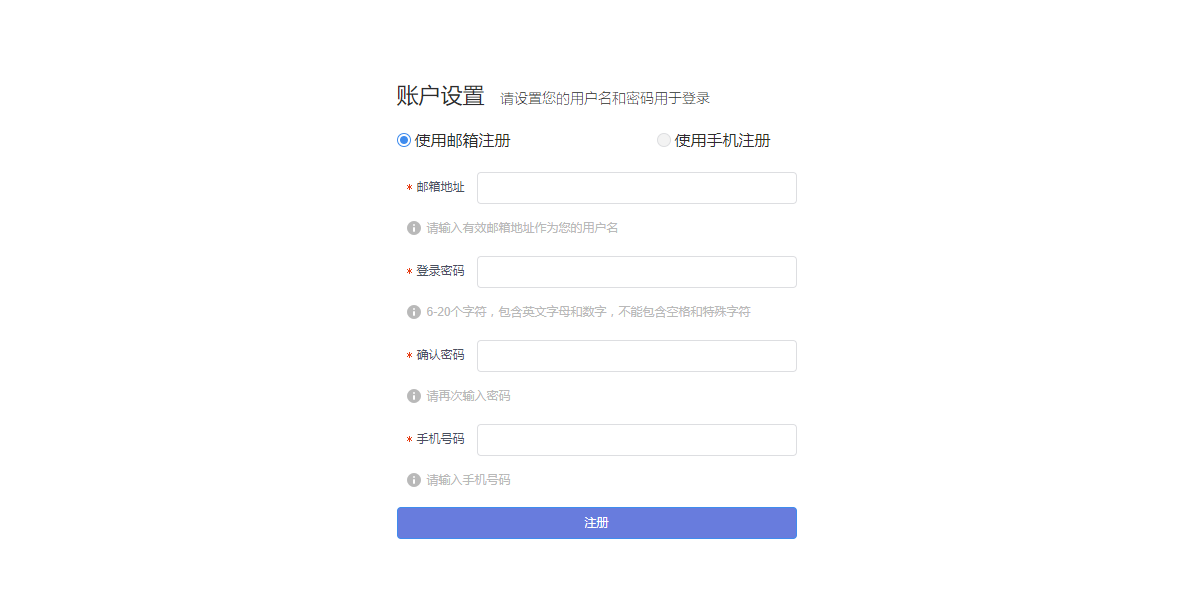 账户设置 请设置您的用户名和密码用于登录
使用邮箱注册 使用手机注册
* 邮箱地址
请输入有效邮箱地址作为您的用户名
* 登录密码
6-20个字符，包含英文字母和数字，不能包含空格和特殊字符
* 确认密码
请再次输入密码
* 手机号码
请输入手机号码
注册